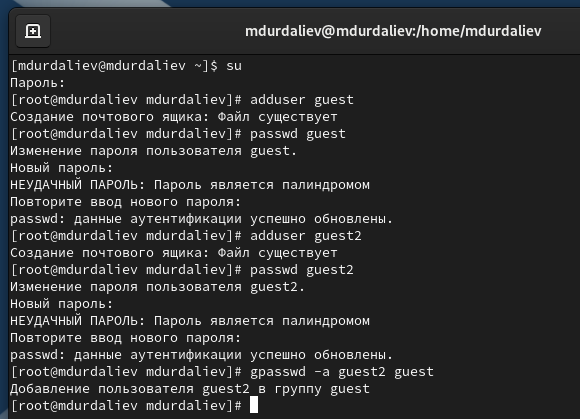 mdurdaliev@mdurdaliev:/home/mdurdaliev
[mdurdaliev@mdurdaliev ~]$ su
Пароль:
[root@mdurdaliev mdurdaliev]# adduser guest
Создание почтового ящика: Файл существует
[root@mdurdaliev mdurdaliev]# passwd guest
Изменение пароля пользователя guest.
Новый пароль:
НЕУДАЧНЫЙ ПАРОЛЬ: Пароль является палиндромом
Повторите ввод нового пароля:
passwd: данные аутентификации успешно обновлены.
[root@mdurdaliev mdurdaliev]# adduser guest2
Создание почтового ящика: Файл существует
[root@mdurdaliev mdurdaliev]# passwd guest2
Изменение пароля пользователя guest2.
Новый пароль:
НЕУДАЧНЫЙ ПАРОЛЬ: Пароль является палиндромом
Повторите ввод нового пароля:
passwd: данные аутентификации успешно обновлены.
[root@mdurdaliev mdurdaliev]# gpasswd -a guest2 guest
Добавление пользователя guest2 в группу guest
[root@mdurdaliev mdurdaliev]#